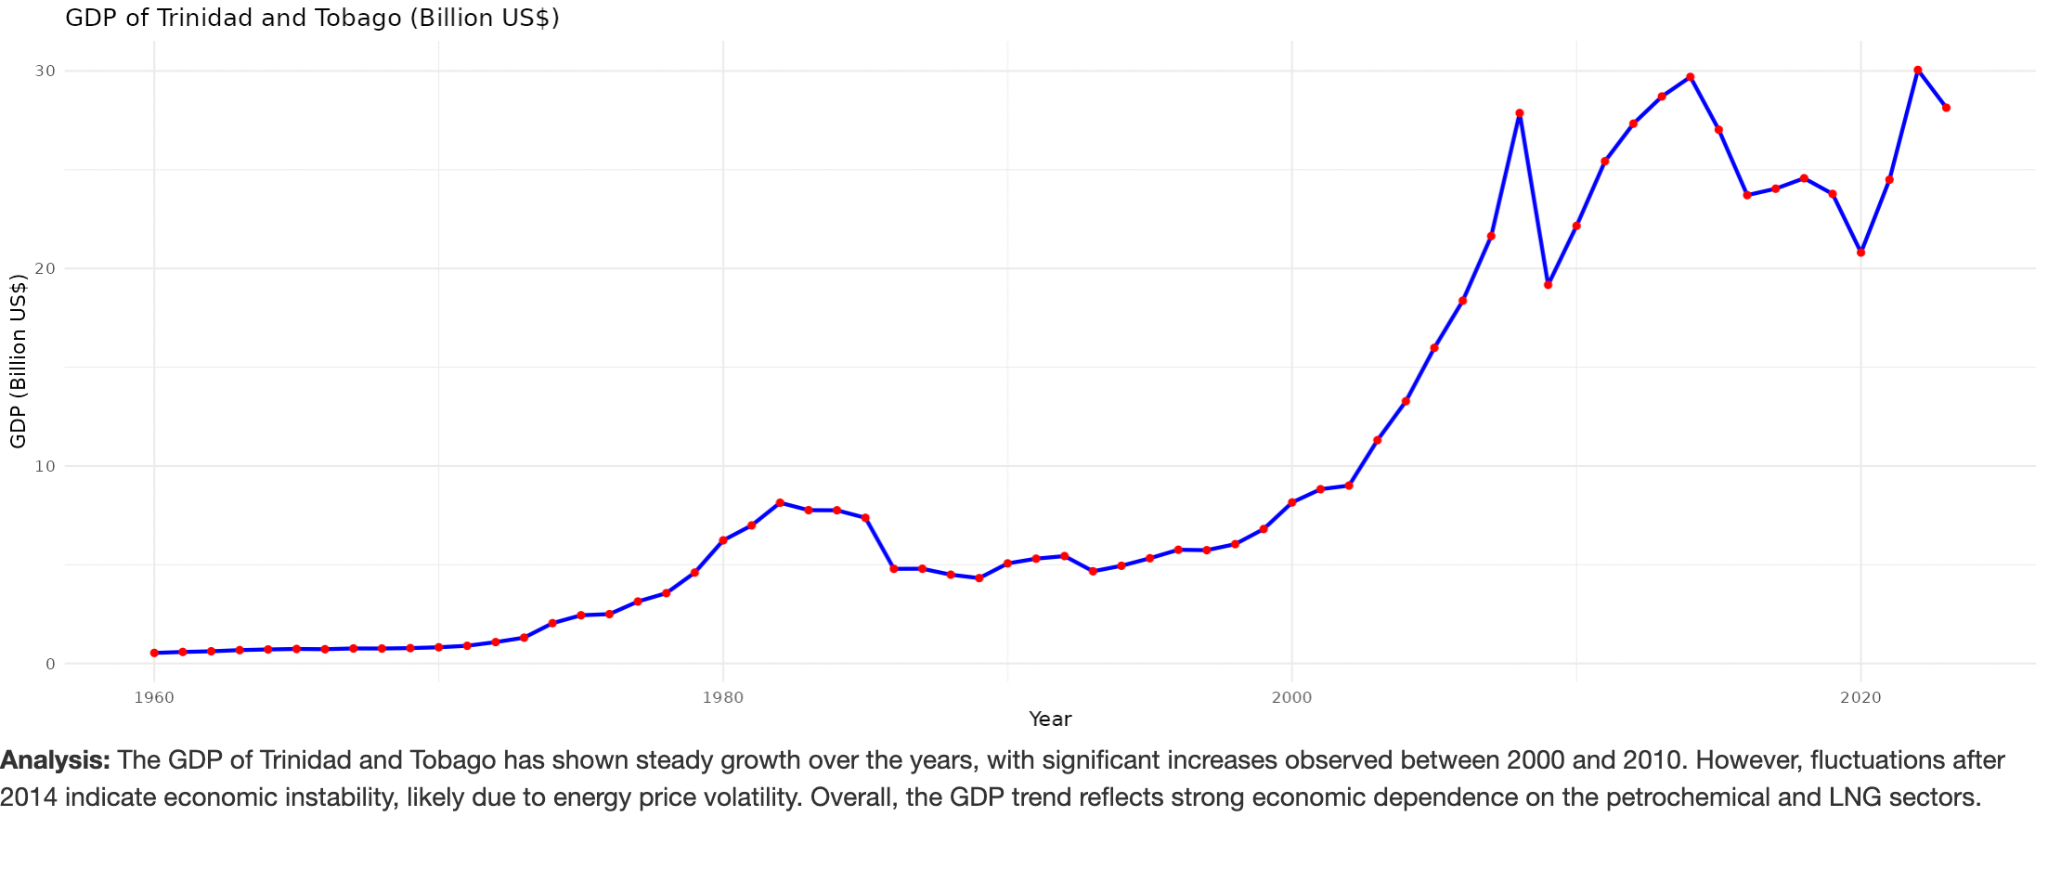 GDP of Trinidad and Tobago (Billion US$)
30
20
10
0
GDP (Billion US$)
1960
1980
2000
2020
Year
Analysis: The GDP of Trinidad and Tobago has shown steady growth over the years, with significant increases observed between 2000 and 2010. However, fluctuations after
2014 indicate economic instability, likely due to energy price volatility. Overall, the GDP trend reflects strong economic dependence on the petrochemical and LNG sectors.